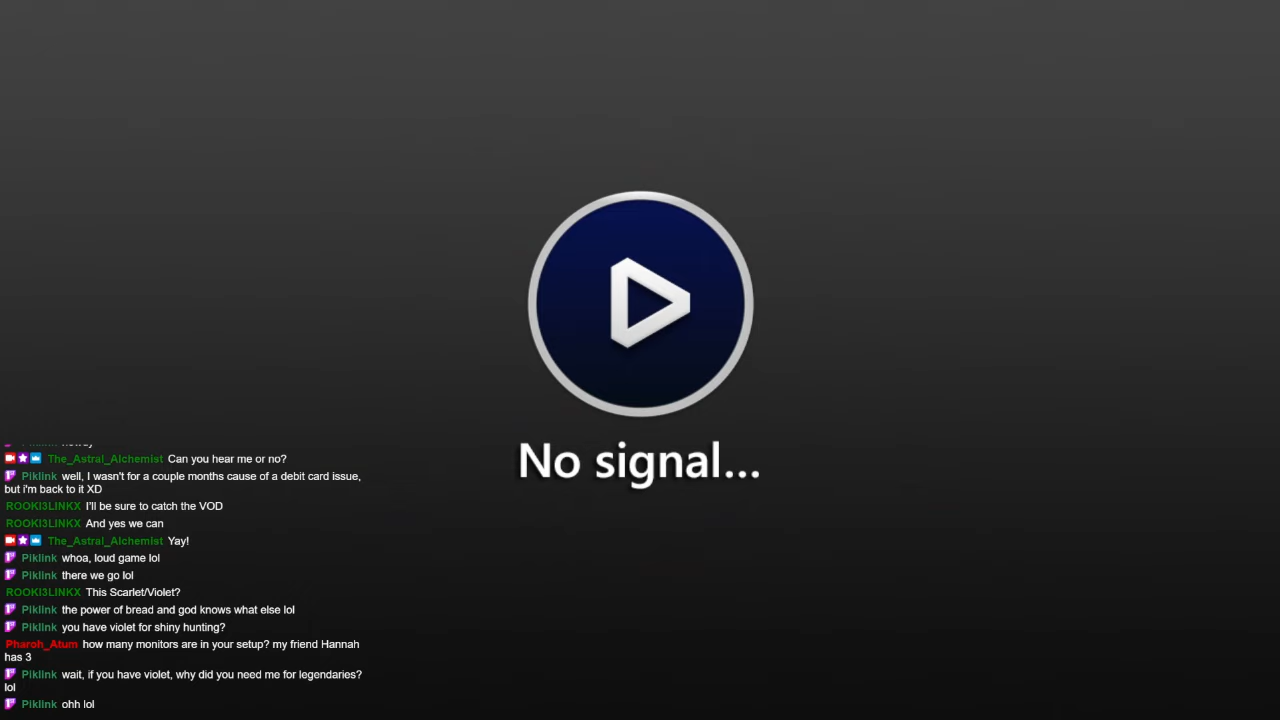 No signal...
The_Astral_Alchemist Can you hear me or no?
Piklink well, I wasn't for a couple months cause of a debit card issue,
but i'm back to it XD
ROOKI3LINKX I'll be sure to catch the VOD
ROOKI3LINKX And yes we can
The_Astral_Alchemist Yay!
Piklink whoa, loud game lol
Piklink there we go lol
ROOKI3LINKX This Scarlet/Violet?
Piklink the power of bread and god knows what else lol
Piklink you have violet for shiny hunting?
Pharoh_Atum how many monitors are in your setup? my friend Hannah
has 3
Piklink wait, if you have violet, why did you need me for legendaries?
lol
Piklink ohh lol